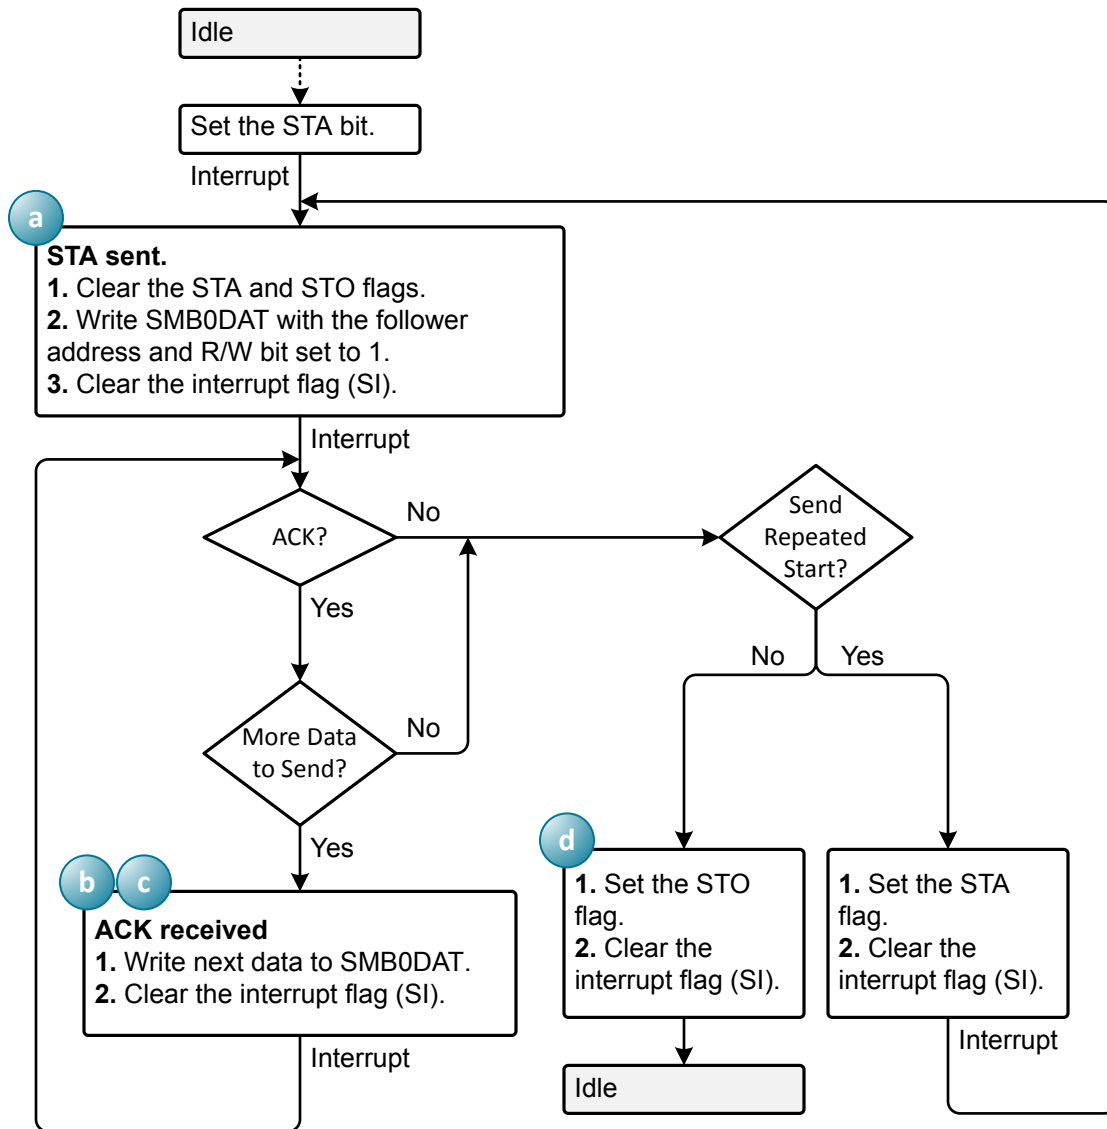 Idle
Set the STA bit.
Interrupt
a
STA sent.
1. Clear the STA and STO flags.
2. Write SMB0DAT with the follower
address and R/W bit set to 1.
3. Clear the interrupt flag (SI).
Interrupt
ACK?
No
Yes
More Data
to Send?
No
Yes
b
c
ACK received
1. Write next data to SMB0DAT.
2. Clear the interrupt flag (SI).
Interrupt
Send
Repeated
Start?
No
Yes
d
1. Set the STO
flag.
2. Clear the
interrupt flag (SI).
Idle
1. Set the STA
flag.
2. Clear the
interrupt flag (SI).
Interrupt